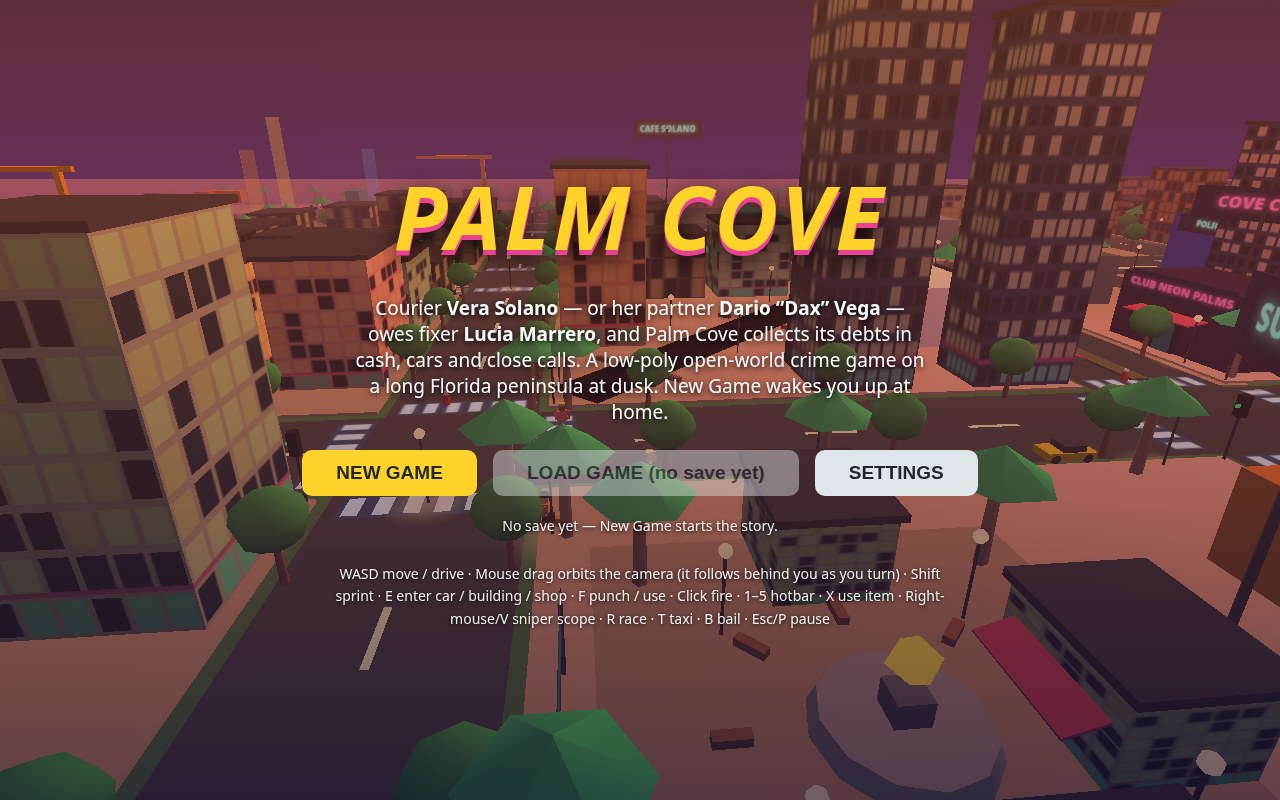 CAFE SOLANO
PALM COVE
COVE C
POLI
CLUB NEON PALMS
SU
Courier Vera Solano — or her partner Dario “Dax” Vega —
owes fixer Lucía Marrero, and Palm Cove collects its debts in
cash, cars and close calls. A low-poly open-world crime game on
a long Florida peninsula at dusk. New Game wakes you up at
home.
NEW GAME
LOAD GAME (no save yet)
SETTINGS
No save yet — New Game starts the story.
WASD move / drive · Mouse drag orbits the camera (it follows behind you as you turn) · Shift
sprint · E enter car / building / shop · F punch / use · Click fire · 1–5 hotbar · X use item · Right-
mouse/V sniper scope · R race · T taxi · B bail · Esc/P pause